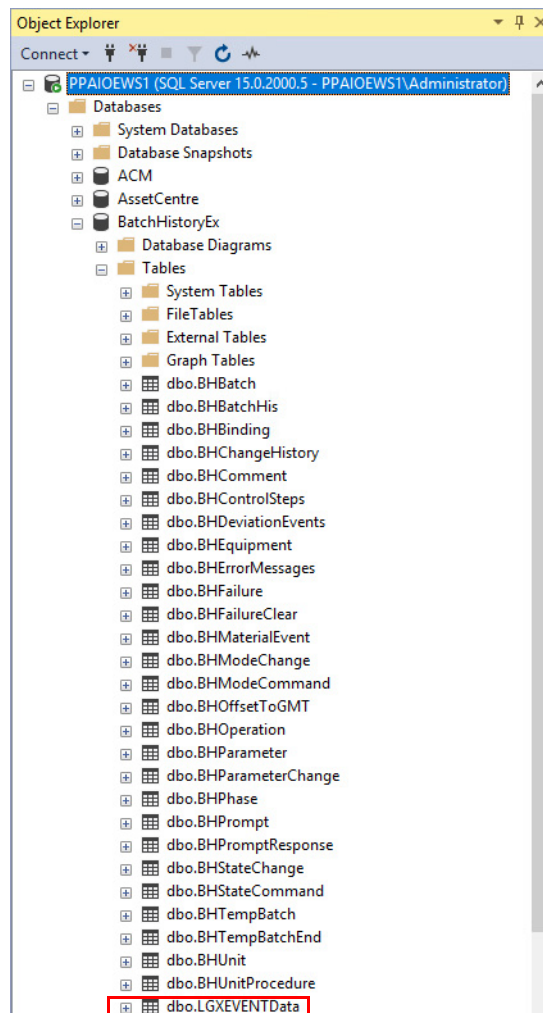 Object Explorer
Connect
PPAIOEWS1 (SQL Server 15.0.2000.5 - PPAIOEWS1\Administrator)
Databases
System Databases
Database Snapshots
ACM
AssetCentre
BatchHistoryEx
Database Diagrams
Tables
System Tables
FileTables
External Tables
Graph Tables
dbo.BHBatch
dbo.BHBatchHis
dbo.BHBinding
dbo.BHChangeHistory
dbo.BHComment
dbo.BHControlSteps
dbo.BHDeviationEvents
dbo.BHEquipment
dbo.BHErrorMessages
dbo.BHFailure
dbo.BHFailureClear
dbo.BHMaterialEvent
dbo.BHModeChange
dbo.BHModeCommand
dbo.BHOffsetToGMT
dbo.BHOperation
dbo.BHParameter
dbo.BHParameterChange
dbo.BHPhase
dbo.BHPrompt
dbo.BHPromptResponse
dbo.BHStateChange
dbo.BHStateCommand
dbo.BHTempBatch
dbo.BHTempBatchEnd
dbo.BHUnit
dbo.BHUnitProcedure
dbo.LGXEVENTData